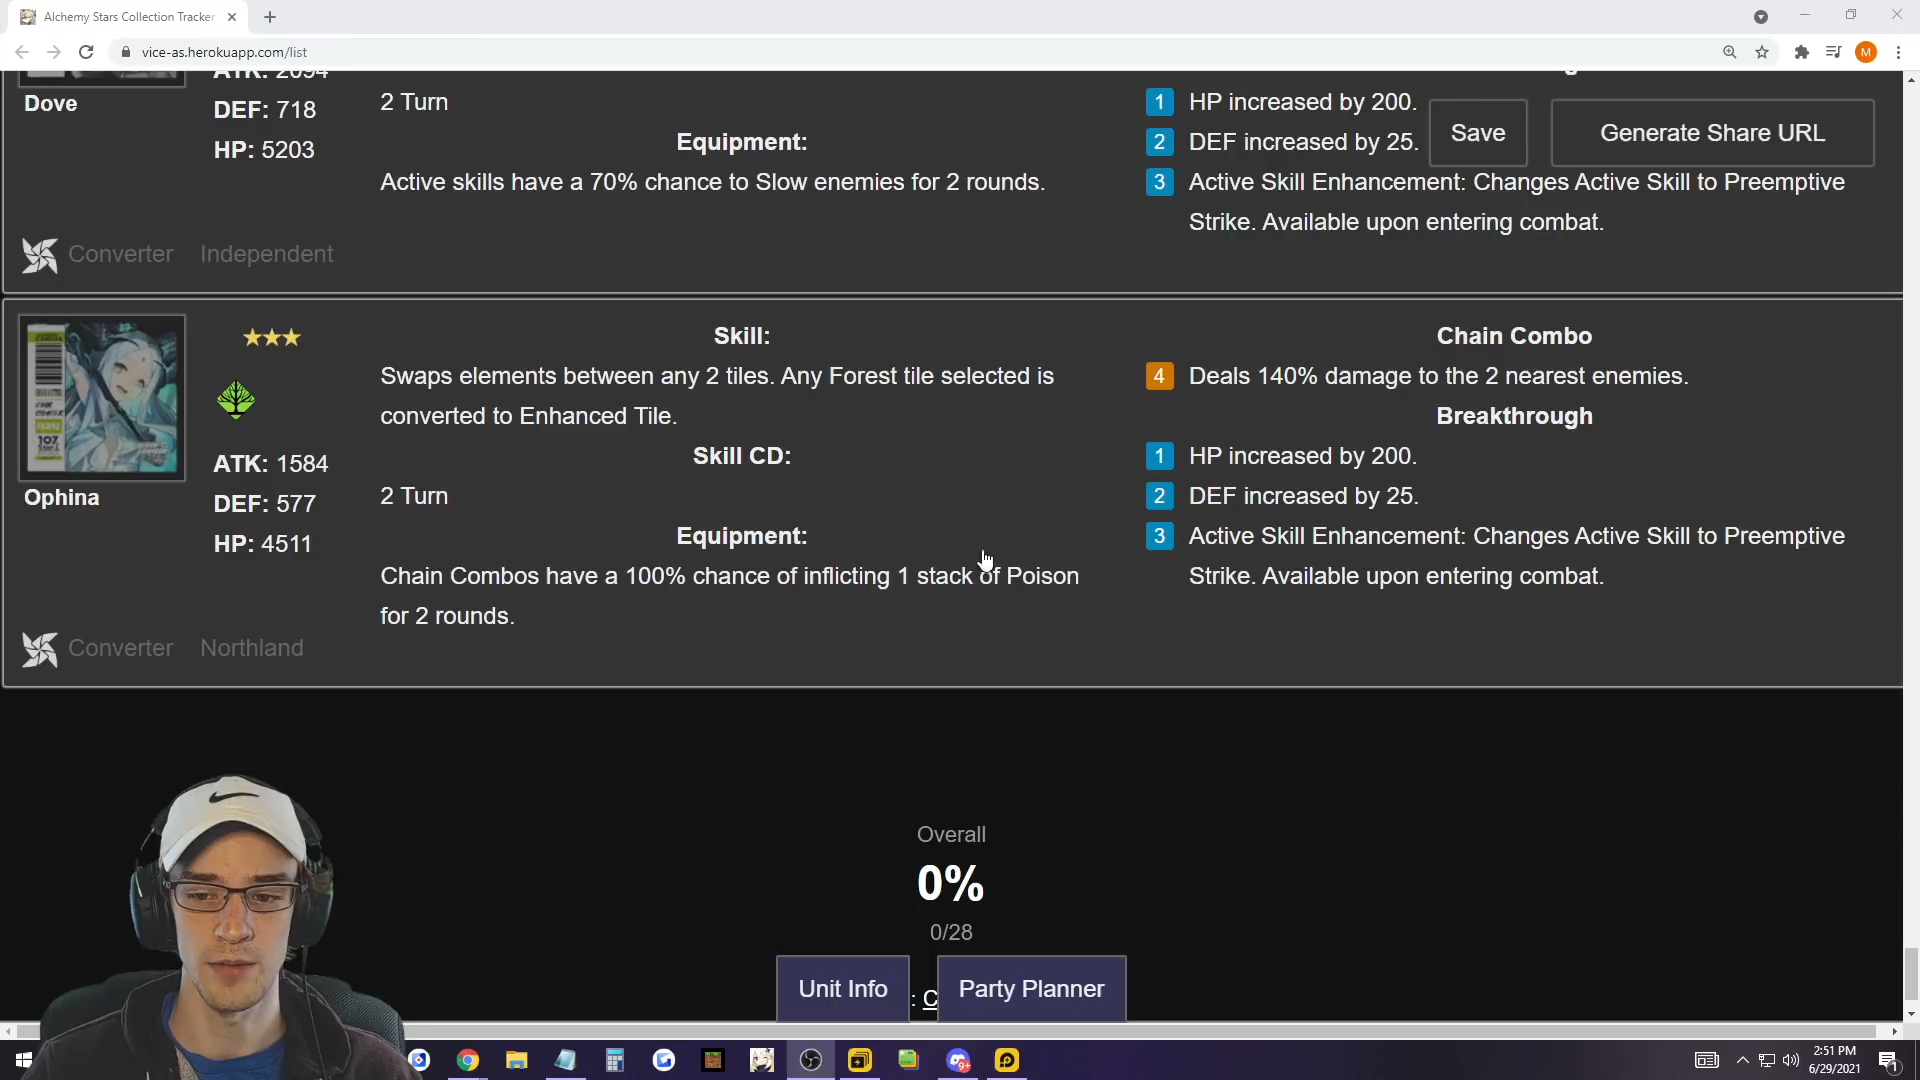 Alchemy Stars Collection Tracker
vice-as.herokuapp.com/list
M
Dove
DEF: 718
HP: 5203
2 Turn
Equipment:
Active skills have a 70% chance to Slow enemies for 2 rounds.
1 HP increased by 200.
2 DEF increased by 25.
3 Active Skill Enhancement: Changes Active Skill to Preemptive
Strike. Available upon entering combat.
Save
Generate Share URL
Converter Independent
Ophina
ATK: 1584
DEF: 577
HP: 4511
Skill:
Swaps elements between any 2 tiles. Any Forest tile selected is
converted to Enhanced Tile.
Skill CD:
2 Turn
Equipment:
Chain Combos have a 100% chance of inflicting 1 stack of Poison
for 2 rounds.
Chain Combo
4 Deals 140% damage to the 2 nearest enemies.
Breakthrough
1 HP increased by 200.
2 DEF increased by 25.
3 Active Skill Enhancement: Changes Active Skill to Preemptive
Strike. Available upon entering combat.
Converter Northland
Overall
0%
0/28
Unit Info
: C
Party Planner
9+
2:51 PM
6/29/2021
1